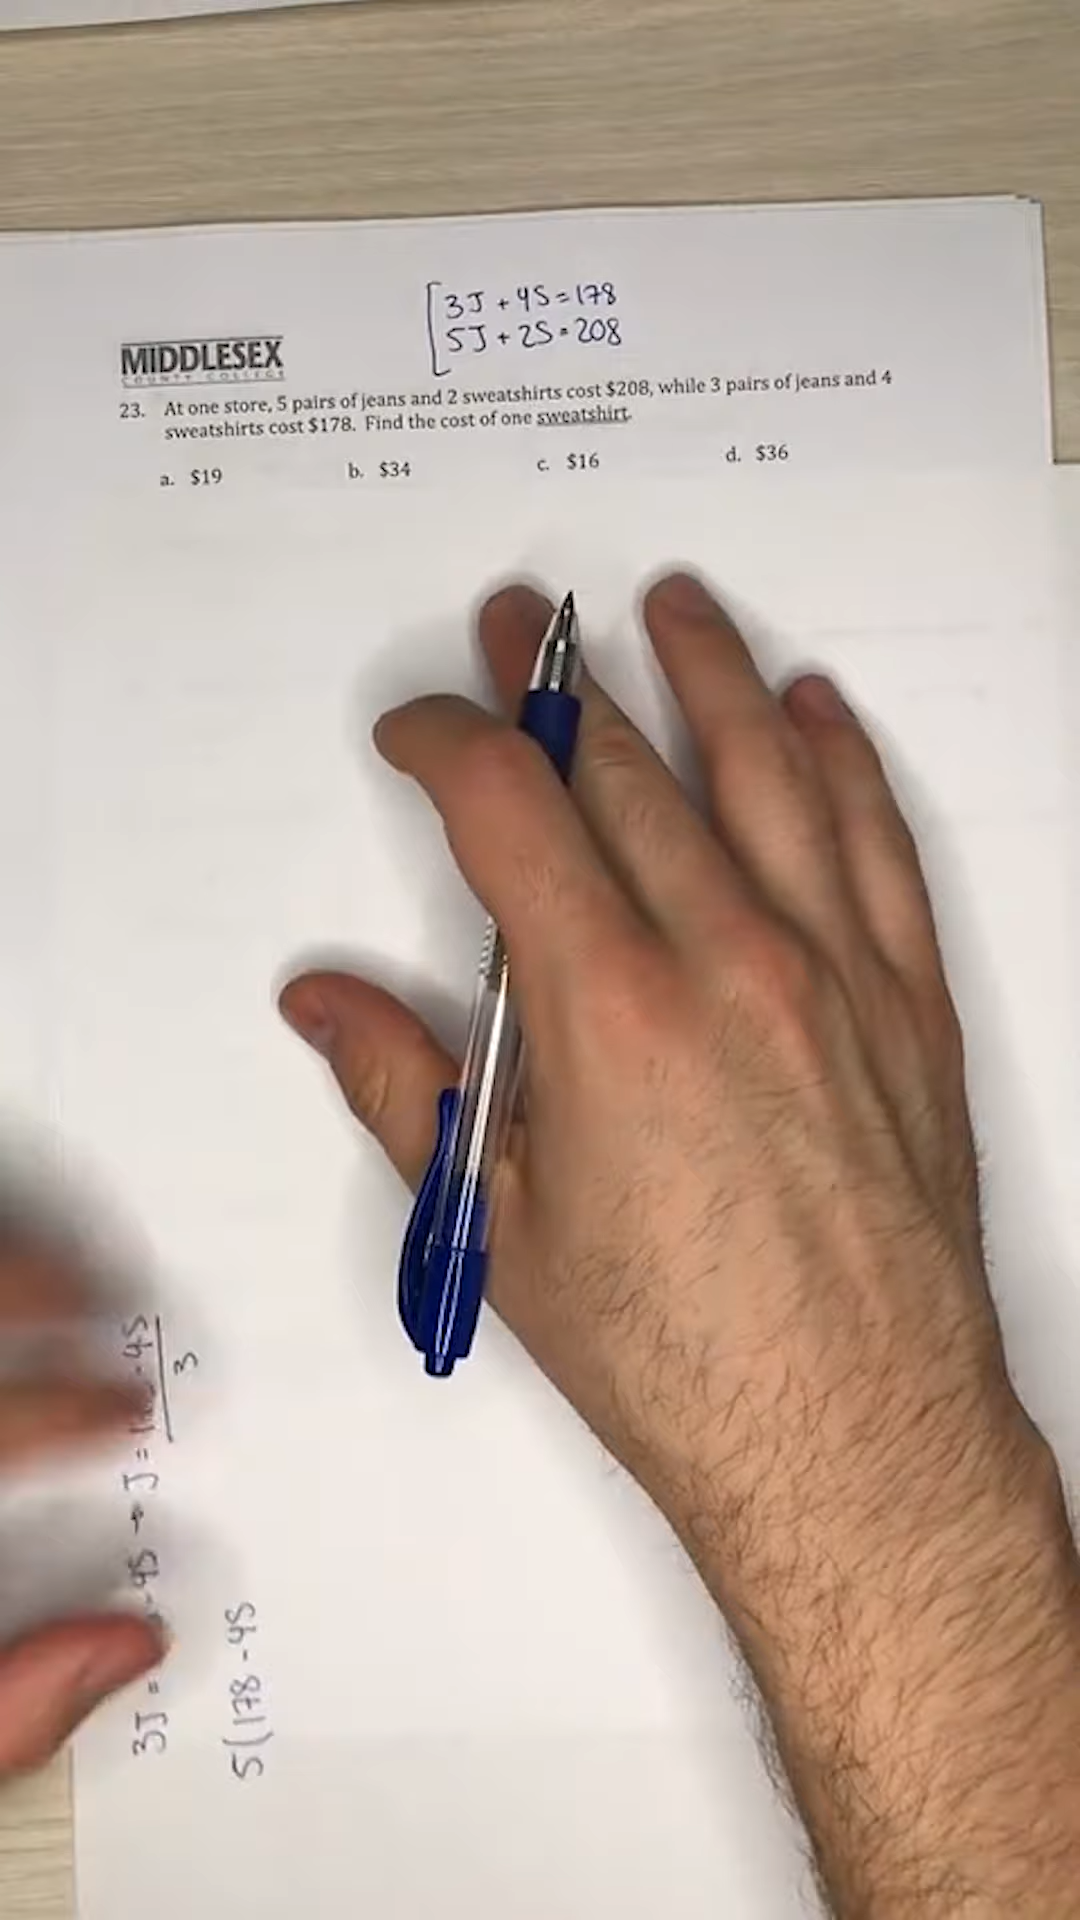 3J + 4S = 178
5J + 2S = 208
MIDDLESEX
COUNTY COLLEGE
23. At one store, 5 pairs of jeans and 2 sweatshirts cost $208, while 3 pairs of jeans and 4
sweatshirts cost $178. Find the cost of one sweatshirt.
a. $19 b. $34 c. $16 d. $36
3J = -4S → J = -4S
3
5(178 - 4S